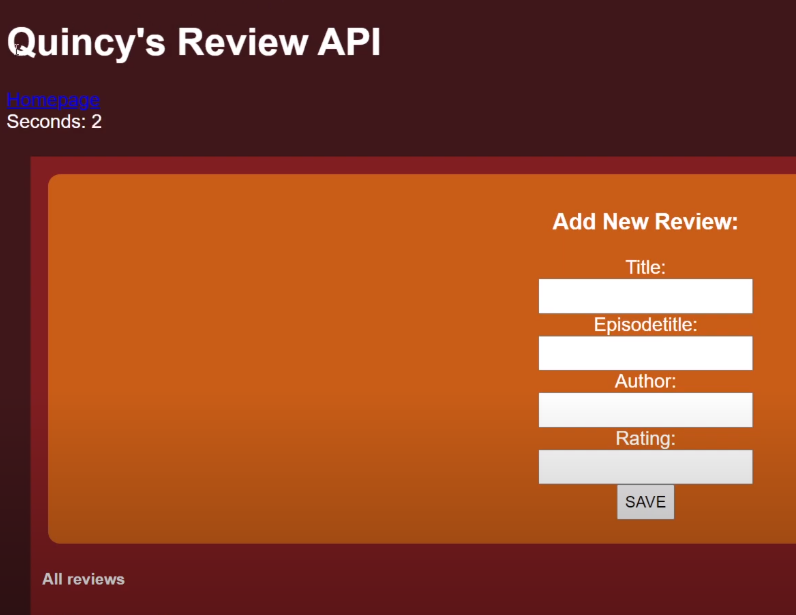 Quincy's Review API
Homepage
Seconds: 2
Add New Review:
Title:
Episodetitle:
Author:
Rating:
SAVE
All reviews